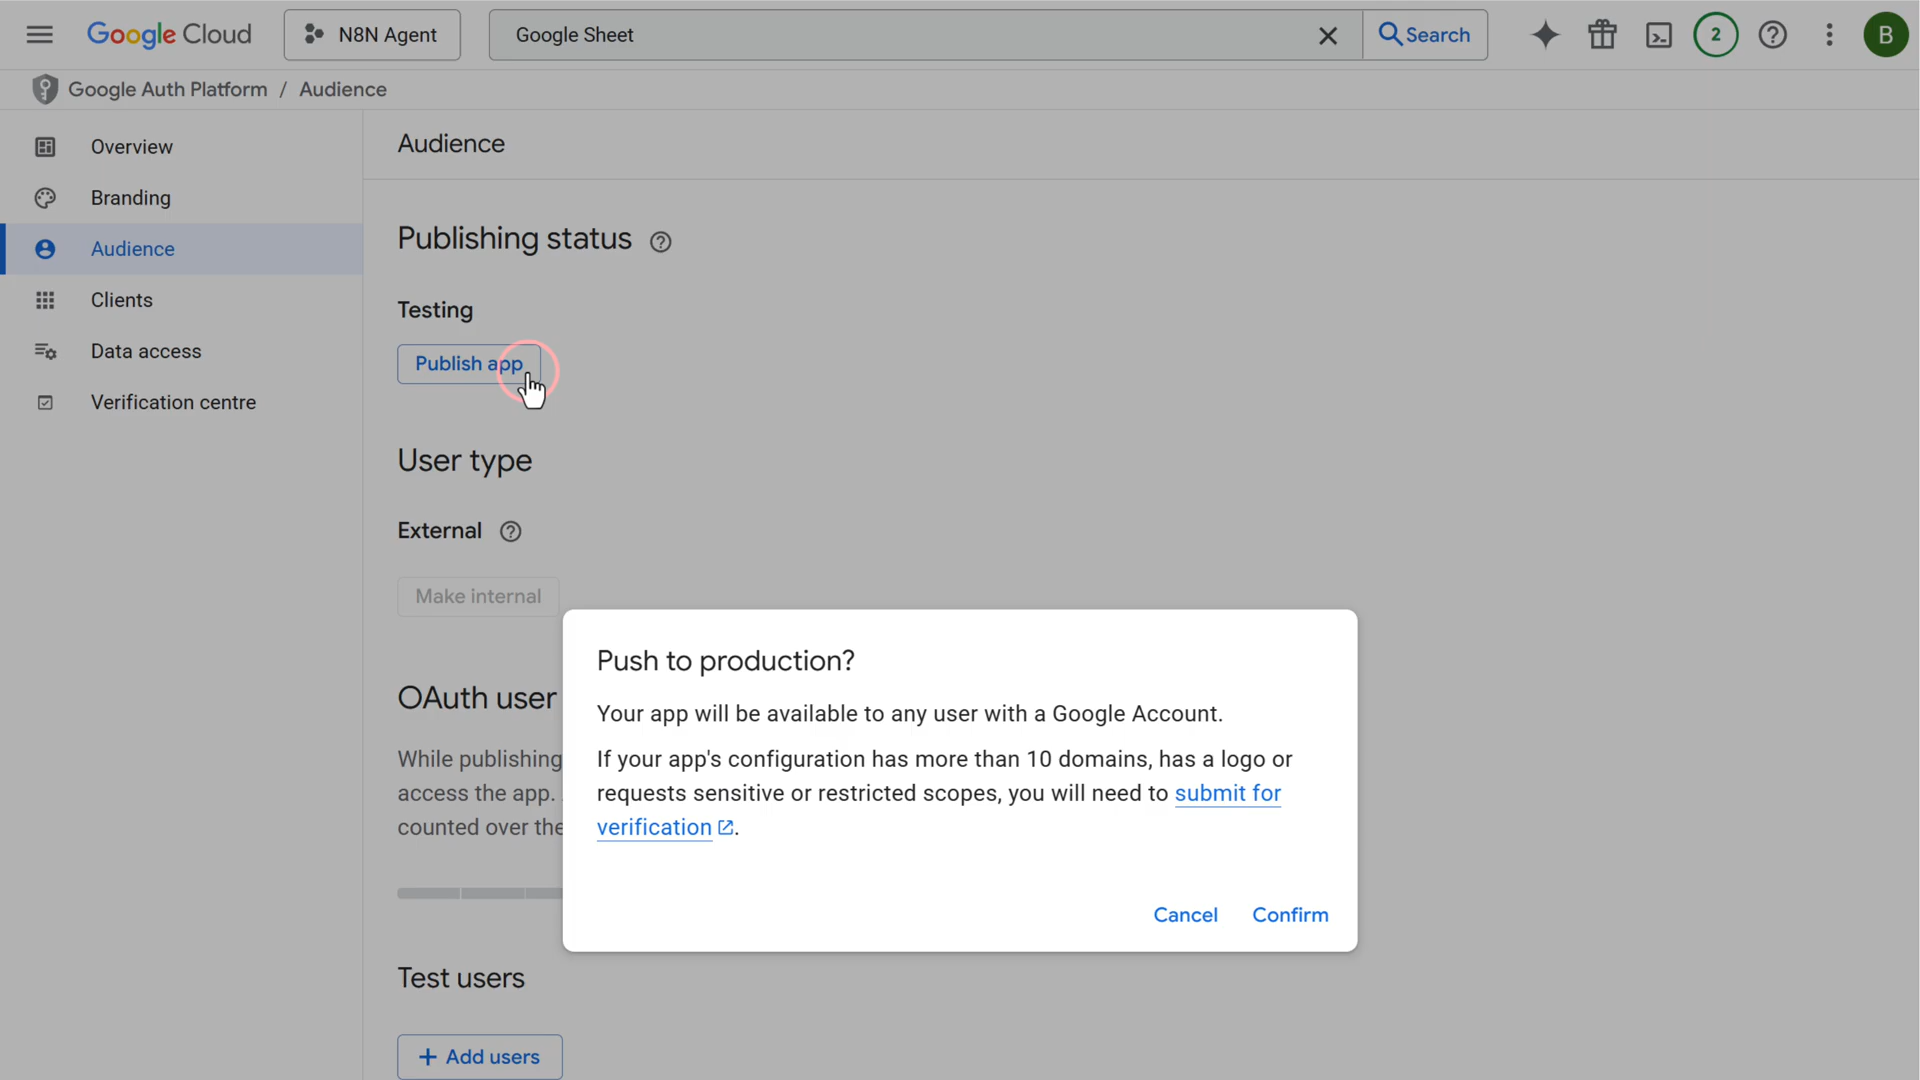 Google Cloud
N8N Agent
Google Sheet
Search
2
B
Google Auth Platform / Audience
Overview
Branding
Audience
Clients
Data access
Verification centre
Audience
Publishing status
Testing
Publish app
User type
External
Make internal
OAuth user
While publishing
access the app.
counted over the
Push to production?
Your app will be available to any user with a Google Account.
If your app's configuration has more than 10 domains, has a logo or
requests sensitive or restricted scopes, you will need to submit for
verification.
Cancel Confirm
Test users
+ Add users